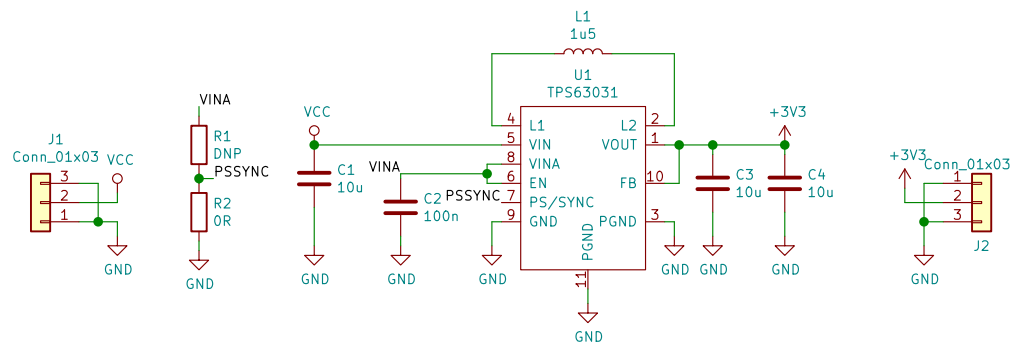 J1
Conn_01x03
VCC
3
2
1
GND
VINA
R1
DNP
PSSYNC
R2
0R
GND
VCC
C1
10u
GND
VINA
C2
100n
GND
L1
1u5
U1
TPS63031
4 L1 L2 2
5 VIN VOUT 1
8 VINA
6 EN FB 10
PSSYNC 7 PS/SYNC
9 GND PGND 3
PGND
11
GND
GND
GND
C3
10u
GND
+3V3
C4
10u
GND
+3V3
Conn_01x03
1
2
3
J2
GND